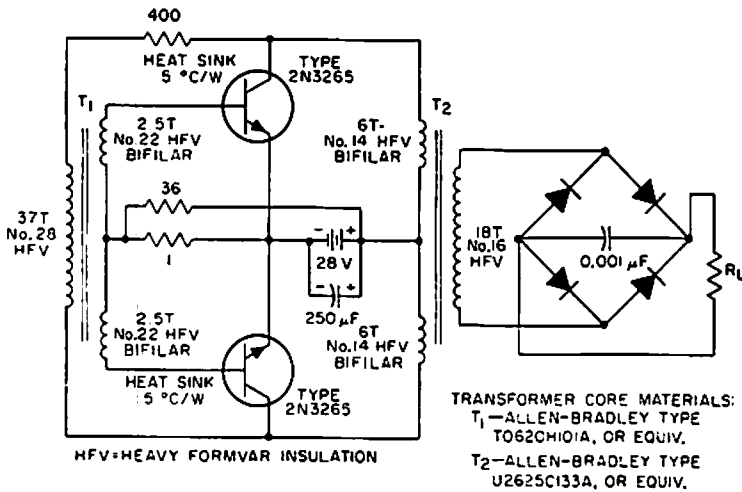 400
HEAT SINK
5 °C/W
TYPE
2N3265
T1
T2
2.5T
No.22 HFV
BIFILAR
6T-
No.14 HFV
BIFILAR
37T
No.28
HFV
36
1
- +
28 V
- +
250 μF
18T
No.16
HFV
0.001 μF
RL
2.5T
No.22 HFV
BIFILAR
6T
No.14 HFV
BIFILAR
HEAT SINK
5 °C/W
TYPE
2N3265
HFV=HEAVY FORMVAR INSULATION
TRANSFORMER CORE MATERIALS:
T1—ALLEN-BRADLEY TYPE
T062CH101A, OR EQUIV.
T2—ALLEN-BRADLEY TYPE
U2625C133A, OR EQUIV.